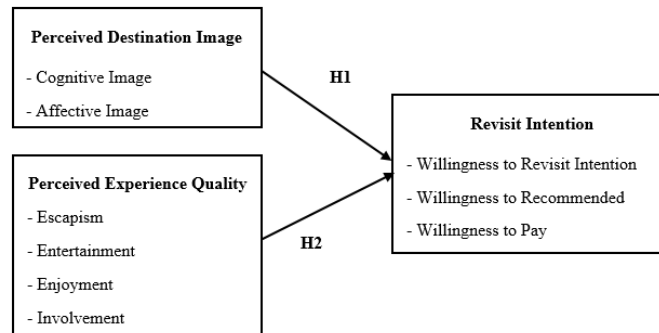 Perceived Destination Image
- Cognitive Image
- Affective Image
H1
Revisit Intention
- Willingness to Revisit Intention
- Willingness to Recommended
- Willingness to Pay
Perceived Experience Quality
- Escapism
- Entertainment
- Enjoyment
- Involvement
H2